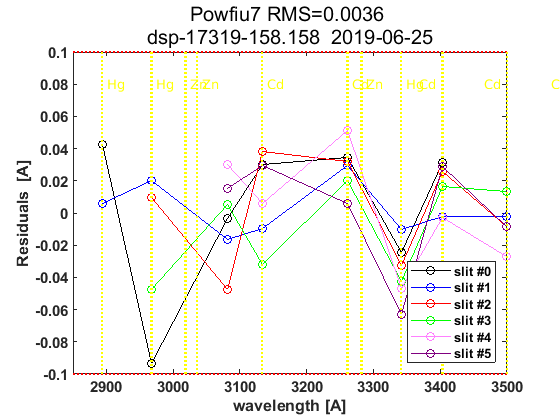 Powfiu7 RMS=0.0036
dsp-17319-158.158 2019-06-25
Residuals [A]
0.1
0.08
0.06
0.04
0.02
0
-0.02
-0.04
-0.06
-0.08
-0.1
Hg Hg Zn Zn Cd Cd Zn Hg Cd Cd C
slit #0
slit #1
slit #2
slit #3
slit #4
slit #5
2900 3000 3100 3200 3300 3400 3500
wavelength [A]